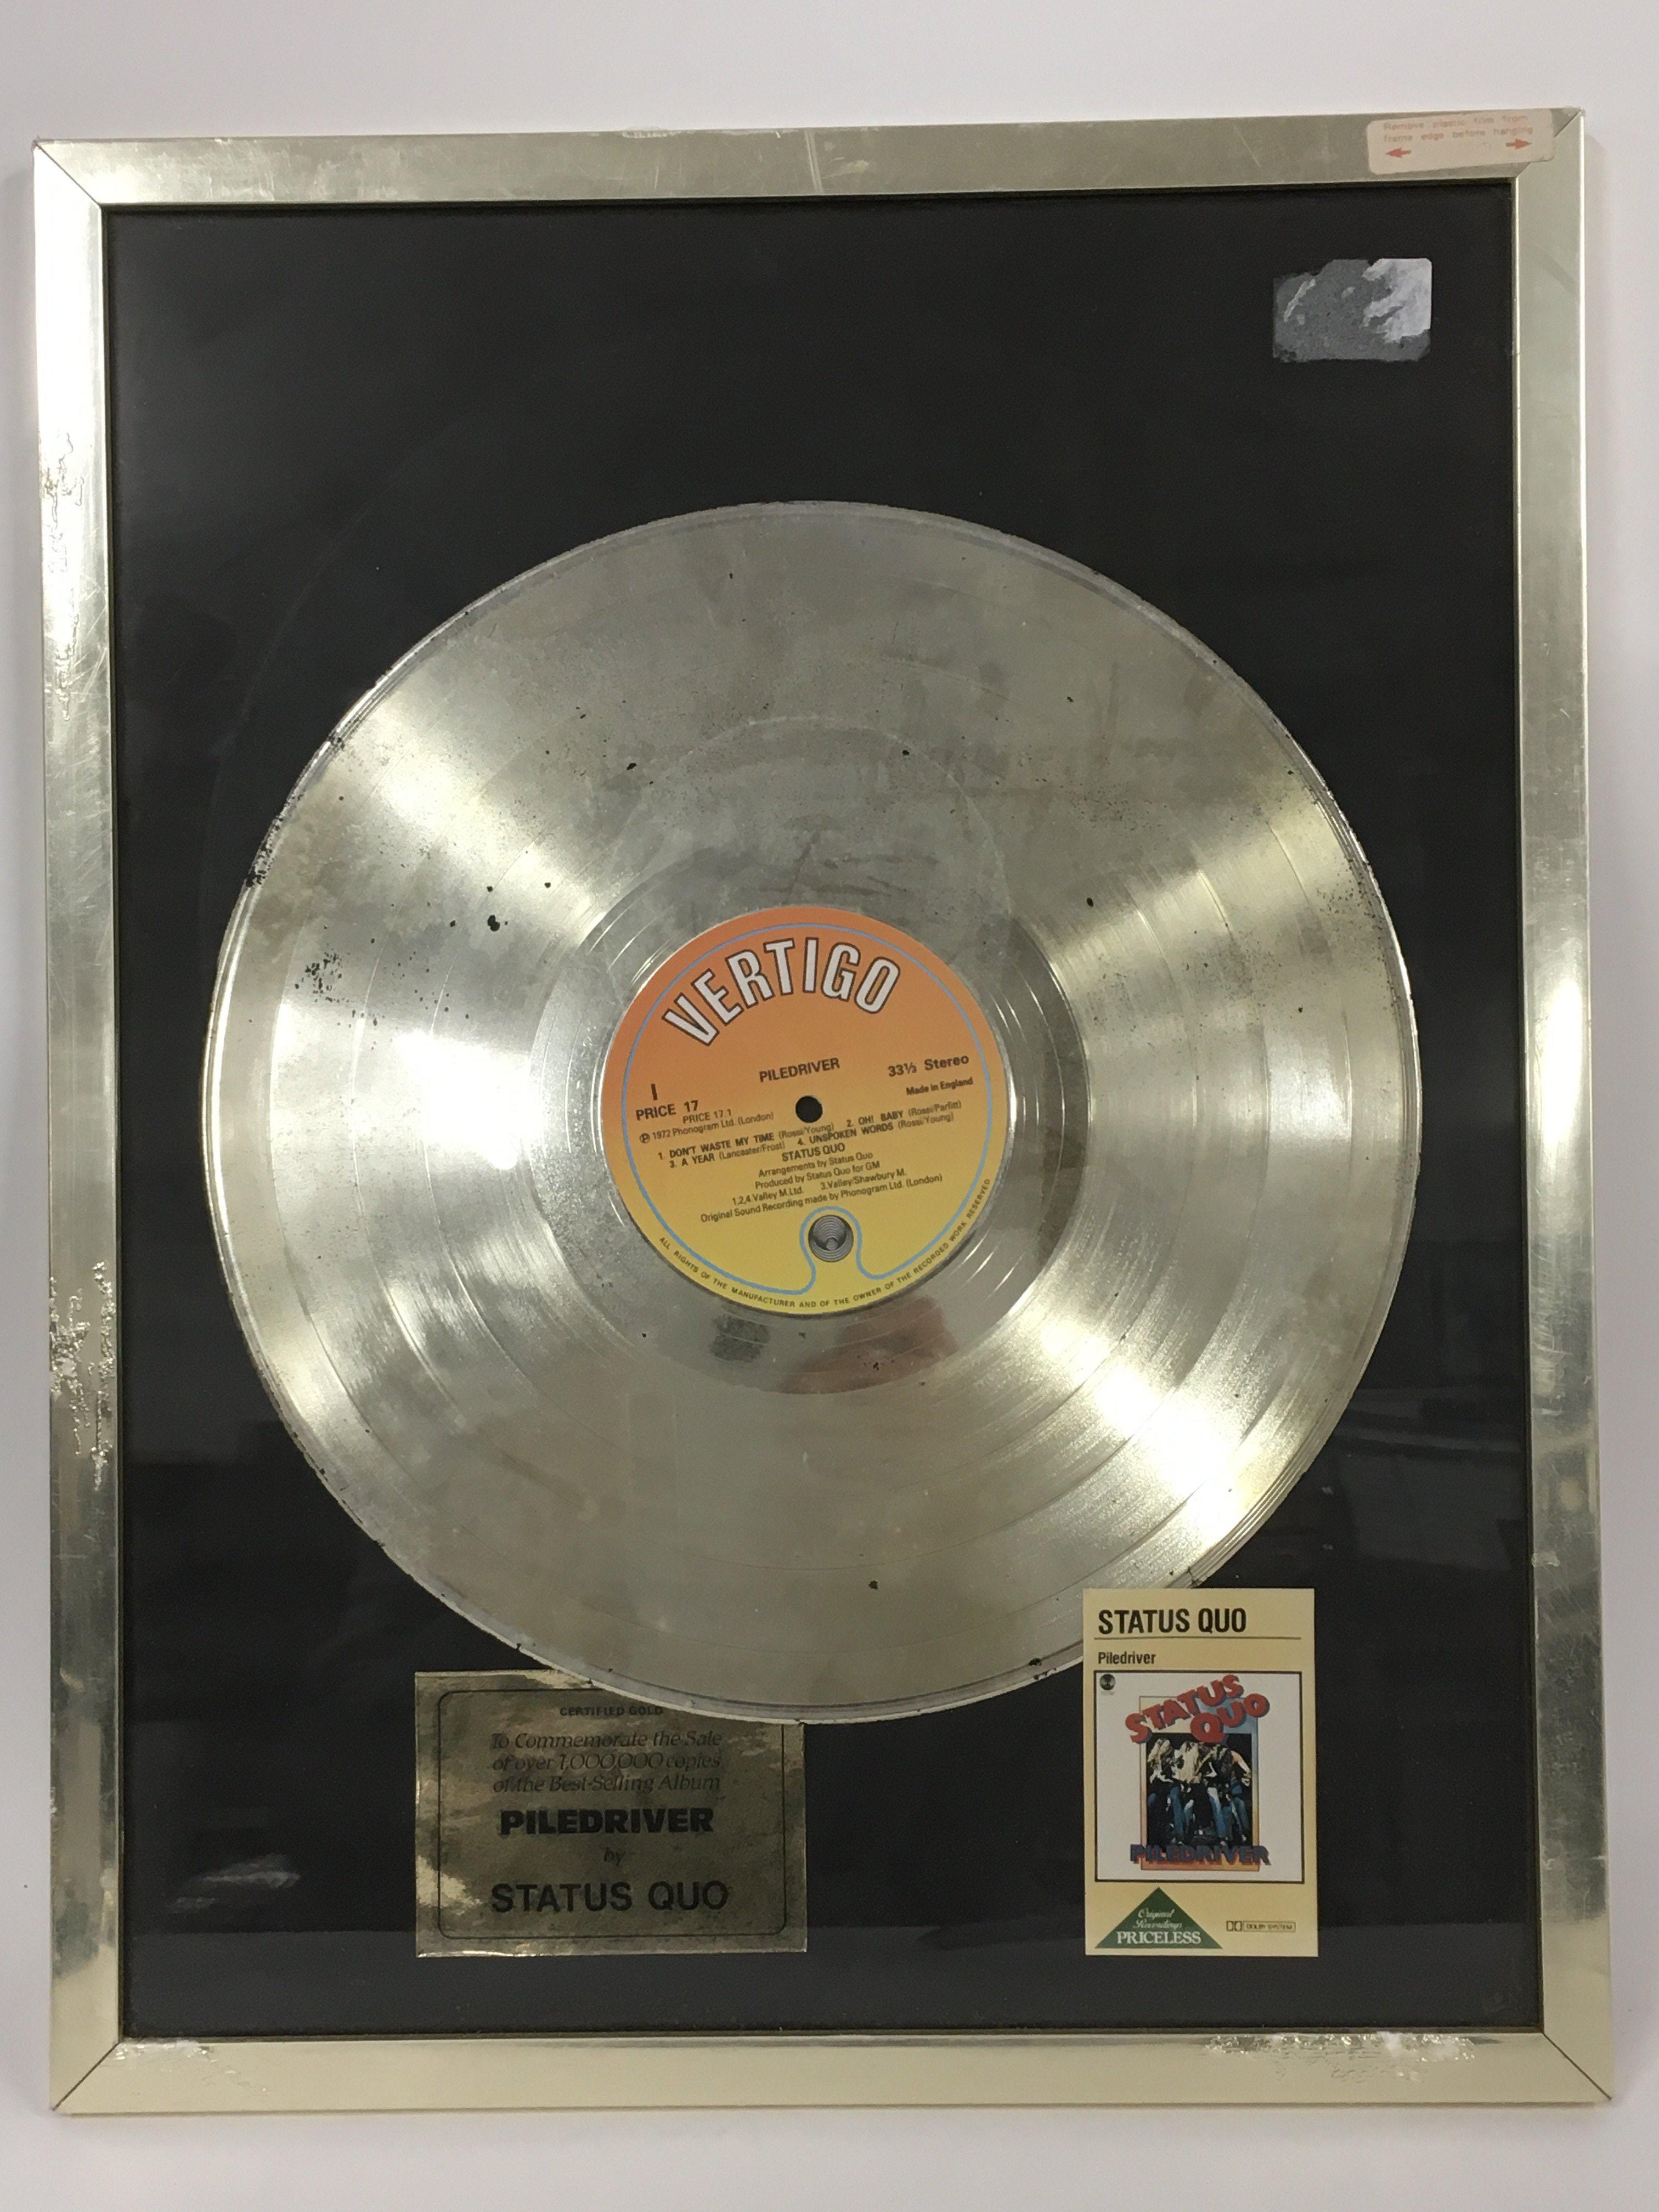 Remove plastic film from
frame edge before hanging
VERTIGO
PILEDRIVER
33⅓ Stereo
Made in England
I
PRICE 17
PRICE 17.1
℗ 1972 Phonogram Ltd. (London)
1. DON'T WASTE MY TIME (Rossi/Young) 2. OH! BABY (Rossi/Parfitt)
3. A YEAR (Lancaster/Frost) 4. UNSPOKEN WORDS (Rossi/Young)
STATUS QUO
Arrangements by Status Quo
Produced by Status Quo for GM
1,2,4.Valley M.Ltd. 3.Valley/Shawbury M.
Original Sound Recording made by Phonogram Ltd. (London)
ALL RIGHTS OF THE MANUFACTURER AND OF THE OWNER OF THE RECORDED WORK RESERVED
CERTIFIED GOLD
To Commemorate the Sale
of over 1,000,000 copies
of the Best-Selling Album
PILEDRIVER
by
STATUS QUO
STATUS QUO
Piledriver
STATUS
QUO
PILEDRIVER
Original
Recordings
PRICELESS
DOLBY SYSTEM